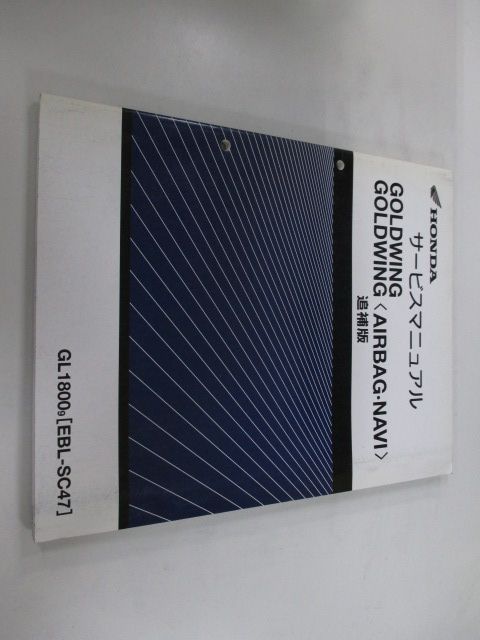 HONDA
サービスマニュアル
GOLDWING
GOLDWING〈AIRBAG・NAVI〉
追補版
GL1800₉［EBL-SC47］